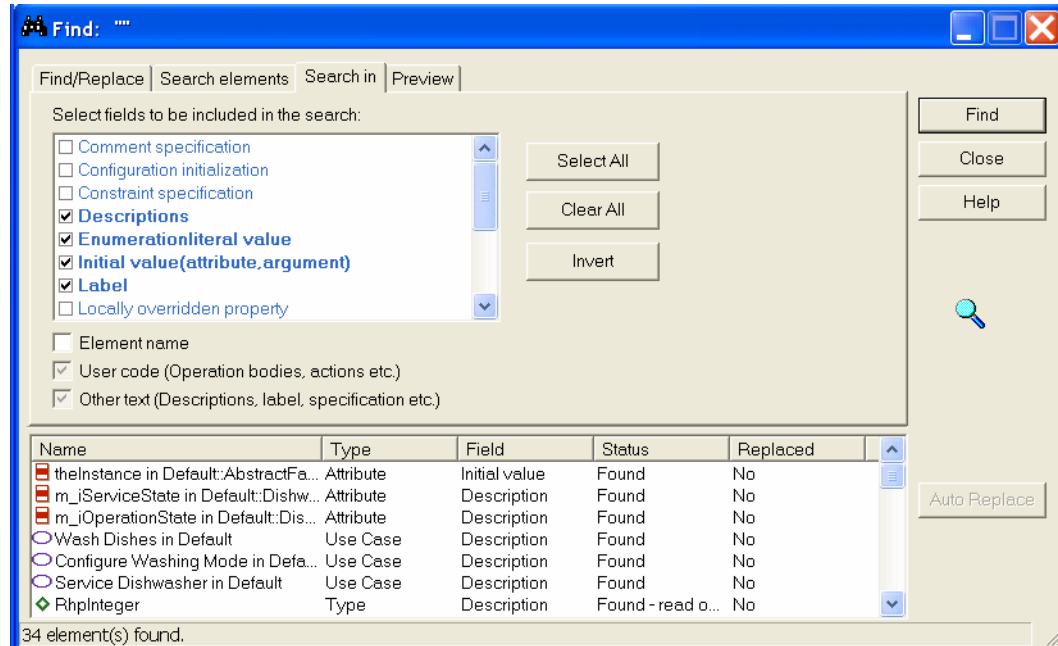 Find: ""
Find/Replace Search elements Search in Preview
Select fields to be included in the search:
Comment specification
Configuration initialization
Constraint specification
Descriptions
Enumerationliteral value
Initial value(attribute,argument)
Label
Locally overridden property
Select All
Clear All
Invert
Find
Close
Help
Element name
User code (Operation bodies, actions etc.)
Other text (Descriptions, label, specification etc.)
Name Type Field Status Replaced
theInstance in Default::AbstractFa... Attribute Initial value Found No
m_iServiceState in Default::Dishw... Attribute Description Found No
m_iOperationState in Default::Dis... Attribute Description Found No
Wash Dishes in Default Use Case Description Found No
Configure Washing Mode in Defa... Use Case Description Found No
Service Dishwasher in Default Use Case Description Found No
RhpInteger Type Description Found - read o... No
Auto Replace
34 element(s) found.